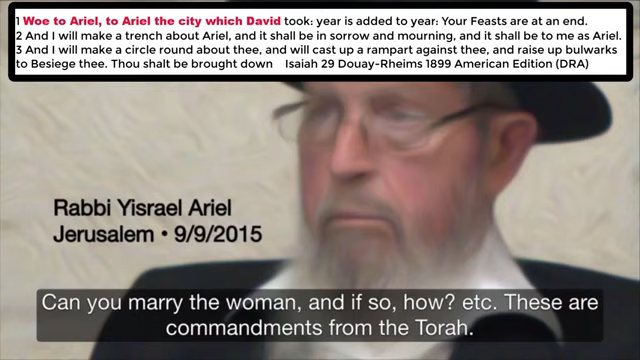 1 Woe to Ariel, to Ariel the city which David took: year is added to year: Your Feasts are at an end.
2 And I will make a trench about Ariel, and it shall be in sorrow and mourning, and it shall be to me as Ariel.
3 And I will make a circle round about thee, and will cast up a rampart against thee, and raise up bulwarks
to Besiege thee. Thou shalt be brought down Isaiah 29 Douay-Rheims 1899 American Edition (DRA)
Rabbi Yisrael Ariel
Jerusalem • 9/9/2015
Can you marry the woman, and if so, how? etc. These are
commandments from the Torah.